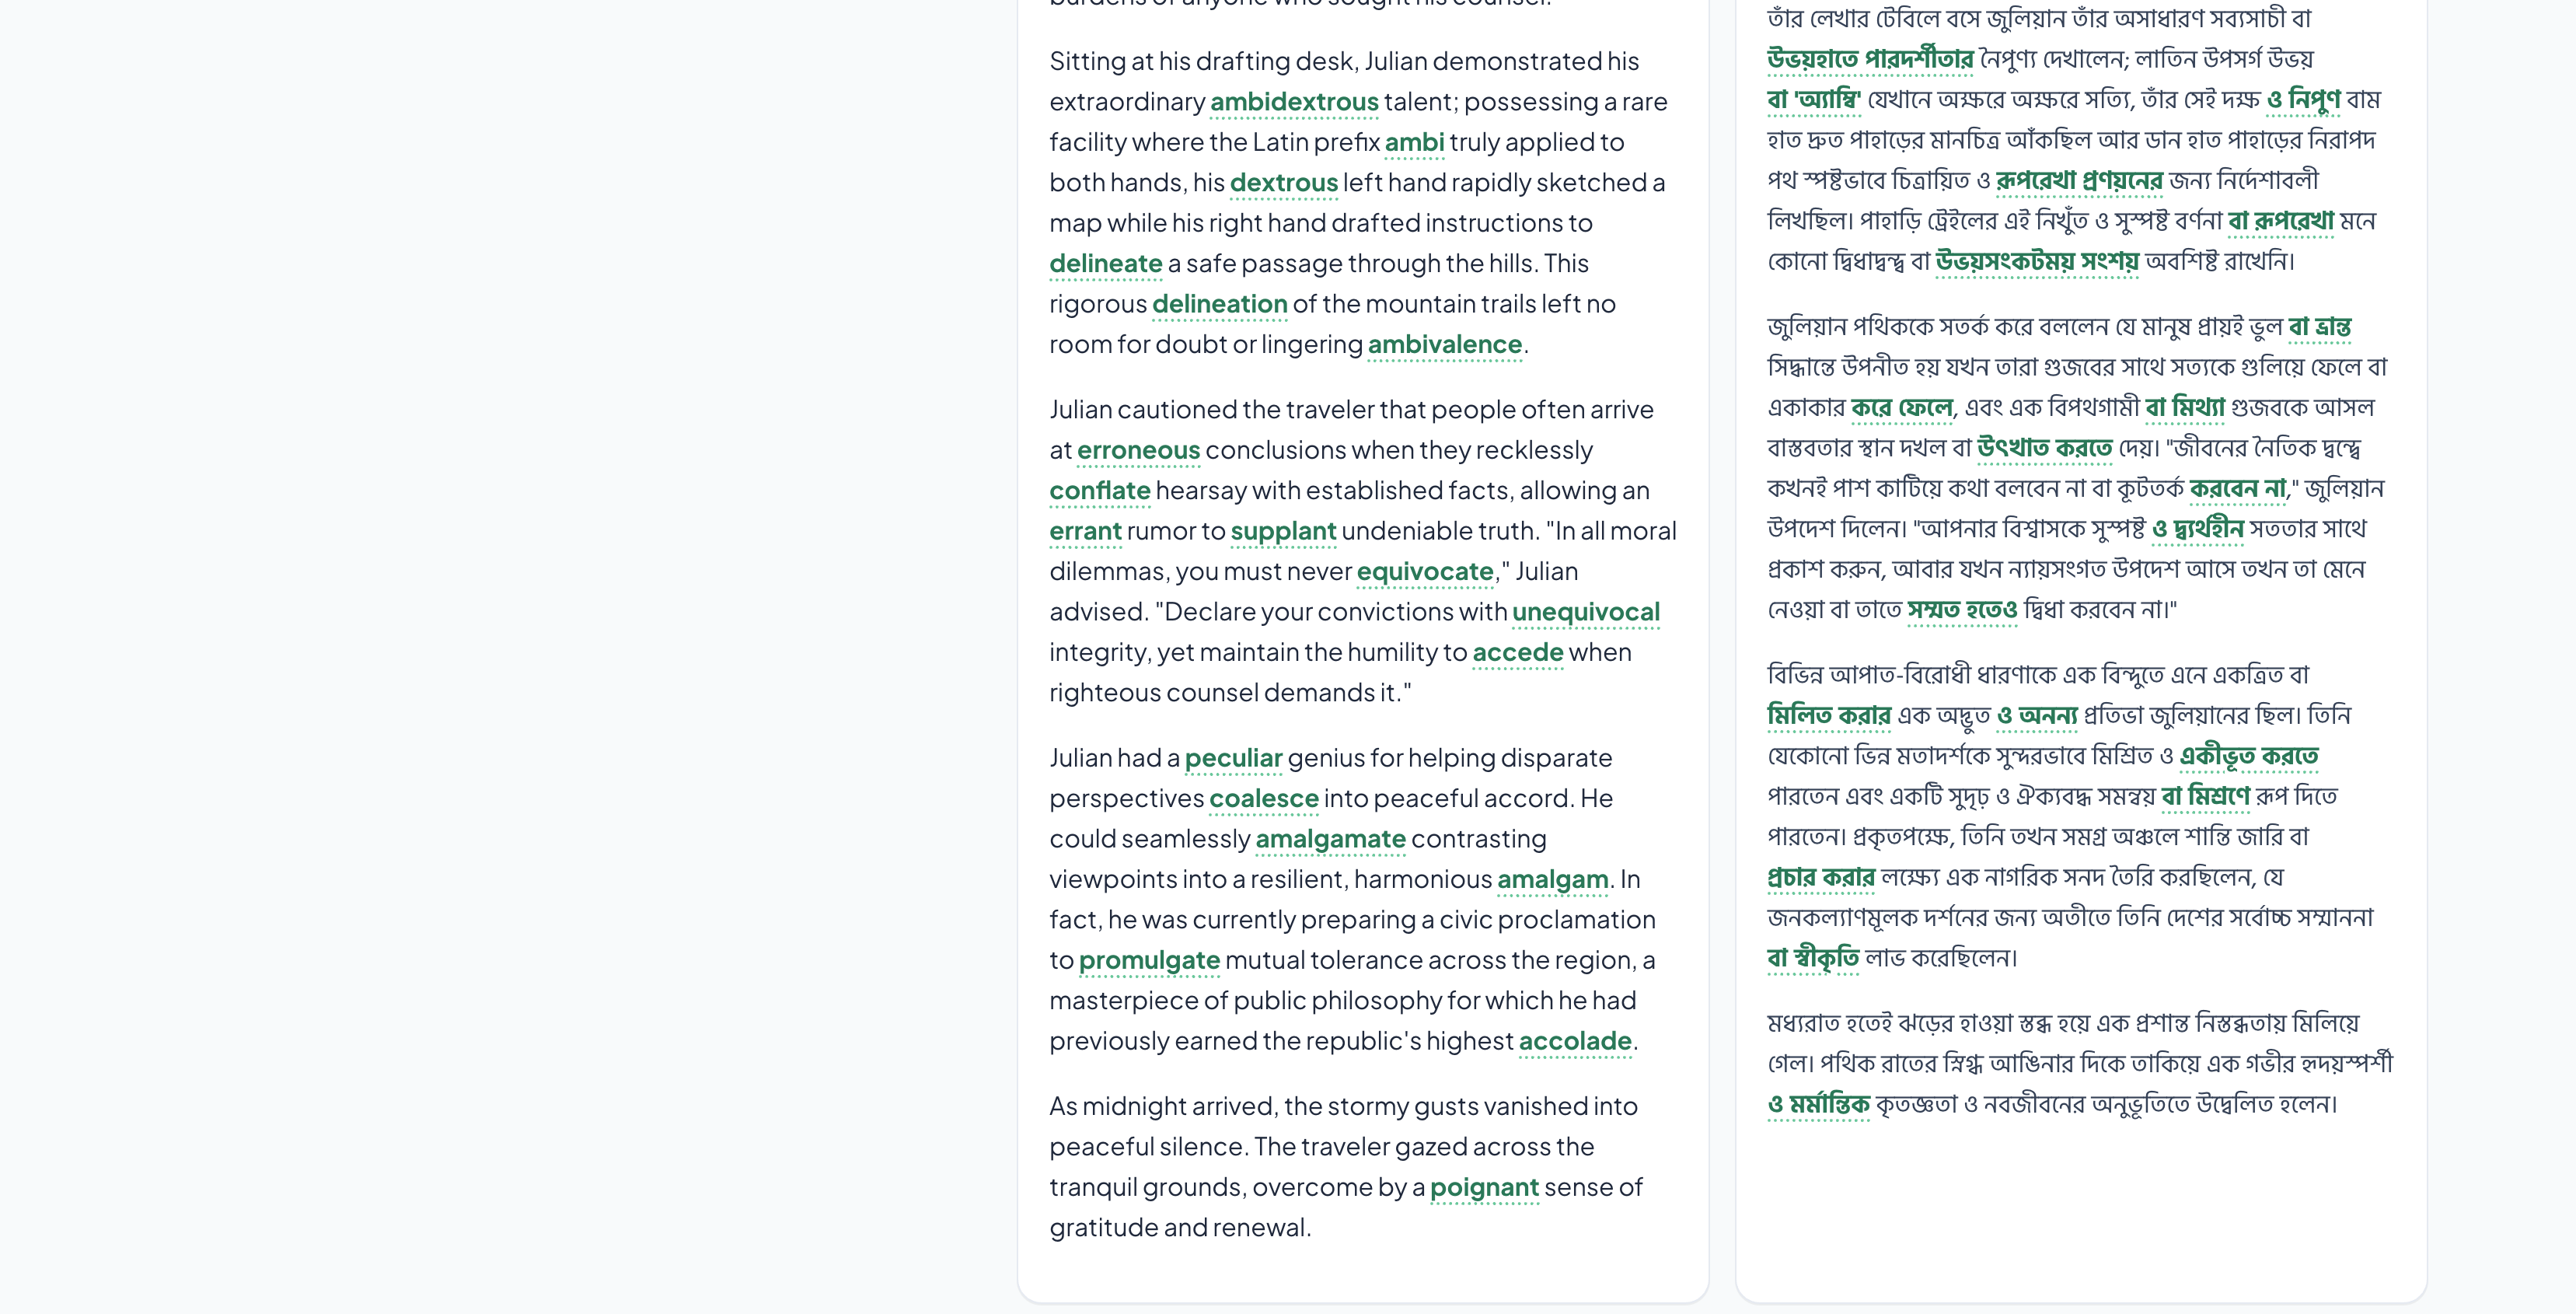 Sitting at his drafting desk, Julian demonstrated his
extraordinary ambidextrous talent; possessing a rare
facility where the Latin prefix ambi truly applied to
both hands, his dextrous left hand rapidly sketched a
map while his right hand drafted instructions to
delineate a safe passage through the hills. This
rigorous delineation of the mountain trails left no
room for doubt or lingering ambivalence.
Julian cautioned the traveler that people often arrive
at erroneous conclusions when they recklessly
conflate hearsay with established facts, allowing an
errant rumor to supplant undeniable truth. "In all moral
dilemmas, you must never equivocate," Julian
advised. "Declare your convictions with unequivocal
integrity, yet maintain the humility to accede when
righteous counsel demands it."
Julian had a peculiar genius for helping disparate
perspectives coalesce into peaceful accord. He
could seamlessly amalgamate contrasting
viewpoints into a resilient, harmonious amalgam. In
fact, he was currently preparing a civic proclamation
to promulgate mutual tolerance across the region, a
masterpiece of public philosophy for which he had
previously earned the republic's highest accolade.
As midnight arrived, the stormy gusts vanished into
peaceful silence. The traveler gazed across the
tranquil grounds, overcome by a poignant sense of
gratitude and renewal.
তাঁর লেখার টেবিলে বসে জুলিয়ান তাঁর অসাধারণ সব্যসাচী বা
উভয়হাতে পারদর্শীতার নৈপুণ্য দেখালেন; লাতিন উপসর্গ উভয়
বা 'অ্যাম্বি' যেখানে অক্ষরে অক্ষরে সত্যি, তাঁর সেই দক্ষ ও নিপুণ বাম
হাত দ্রুত পাহাড়ের মানচিত্র আঁকছিল আর ডান হাত পাহাড়ের নিরাপদ
পথ স্পষ্টভাবে চিত্রায়িত ও রূপরেখা প্রণয়নের জন্য নির্দেশাবলী
লিখছিল। পাহাড়ি ট্রেইলের এই নিখুঁত ও সুস্পষ্ট বর্ণনা বা রূপরেখা মনে
কোনো দ্বিধাদ্বন্দ্ব বা উভয়সংকটময় সংশয় অবশিষ্ট রাখেনি।
জুলিয়ান পথিককে সতর্ক করে বললেন যে মানুষ প্রায়ই ভুল বা ভ্রান্ত
সিদ্ধান্তে উপনীত হয় যখন তারা গুজবের সাথে সত্যকে গুলিয়ে ফেলে বা
একাকার করে ফেলে, এবং এক বিপথগামী বা মিথ্যা গুজবকে আসল
বাস্তবতার স্থান দখল বা উৎখাত করতে দেয়। "জীবনের নৈতিক দ্বন্দ্বে
কখনই পাশ কাটিয়ে কথা বলবেন না বা কূটতর্ক করবেন না," জুলিয়ান
উপদেশ দিলেন। "আপনার বিশ্বাসকে সুস্পষ্ট ও দ্ব্যর্থহীন সততার সাথে
প্রকাশ করুন, আবার যখন ন্যায়সংগত উপদেশ আসে তখন তা মেনে
নেওয়া বা তাতে সম্মত হতেও দ্বিধা করবেন না।"
বিভিন্ন আপাত-বিরোধী ধারণাকে এক বিন্দুতে এনে একত্রিত বা
মিলিত করার এক অদ্ভুত ও অনন্য প্রতিভা জুলিয়ানের ছিল। তিনি
যেকোনো ভিন্ন মতাদর্শকে সুন্দরভাবে মিশ্রিত ও একীভূত করতে
পারতেন এবং একটি সুদৃঢ় ও ঐক্যবদ্ধ সমন্বয় বা মিশ্রণে রূপ দিতে
পারতেন। প্রকৃতপক্ষে, তিনি তখন সমগ্র অঞ্চলে শান্তি জারি বা
প্রচার করার লক্ষ্যে এক নাগরিক সনদ তৈরি করছিলেন, যে
জনকল্যাণমূলক দর্শনের জন্য অতীতে তিনি দেশের সর্বোচ্চ সম্মাননা
বা স্বীকৃতি লাভ করেছিলেন।
মধ্যরাত হতেই ঝড়ের হাওয়া স্তব্ধ হয়ে এক প্রশান্ত নিস্তব্ধতায় মিলিয়ে
গেল। পথিক রাতের স্নিগ্ধ আঙিনার দিকে তাকিয়ে এক গভীর হৃদয়স্পর্শী
ও মর্মান্তিক কৃতজ্ঞতা ও নবজীবনের অনুভূতিতে উদ্বেলিত হলেন।